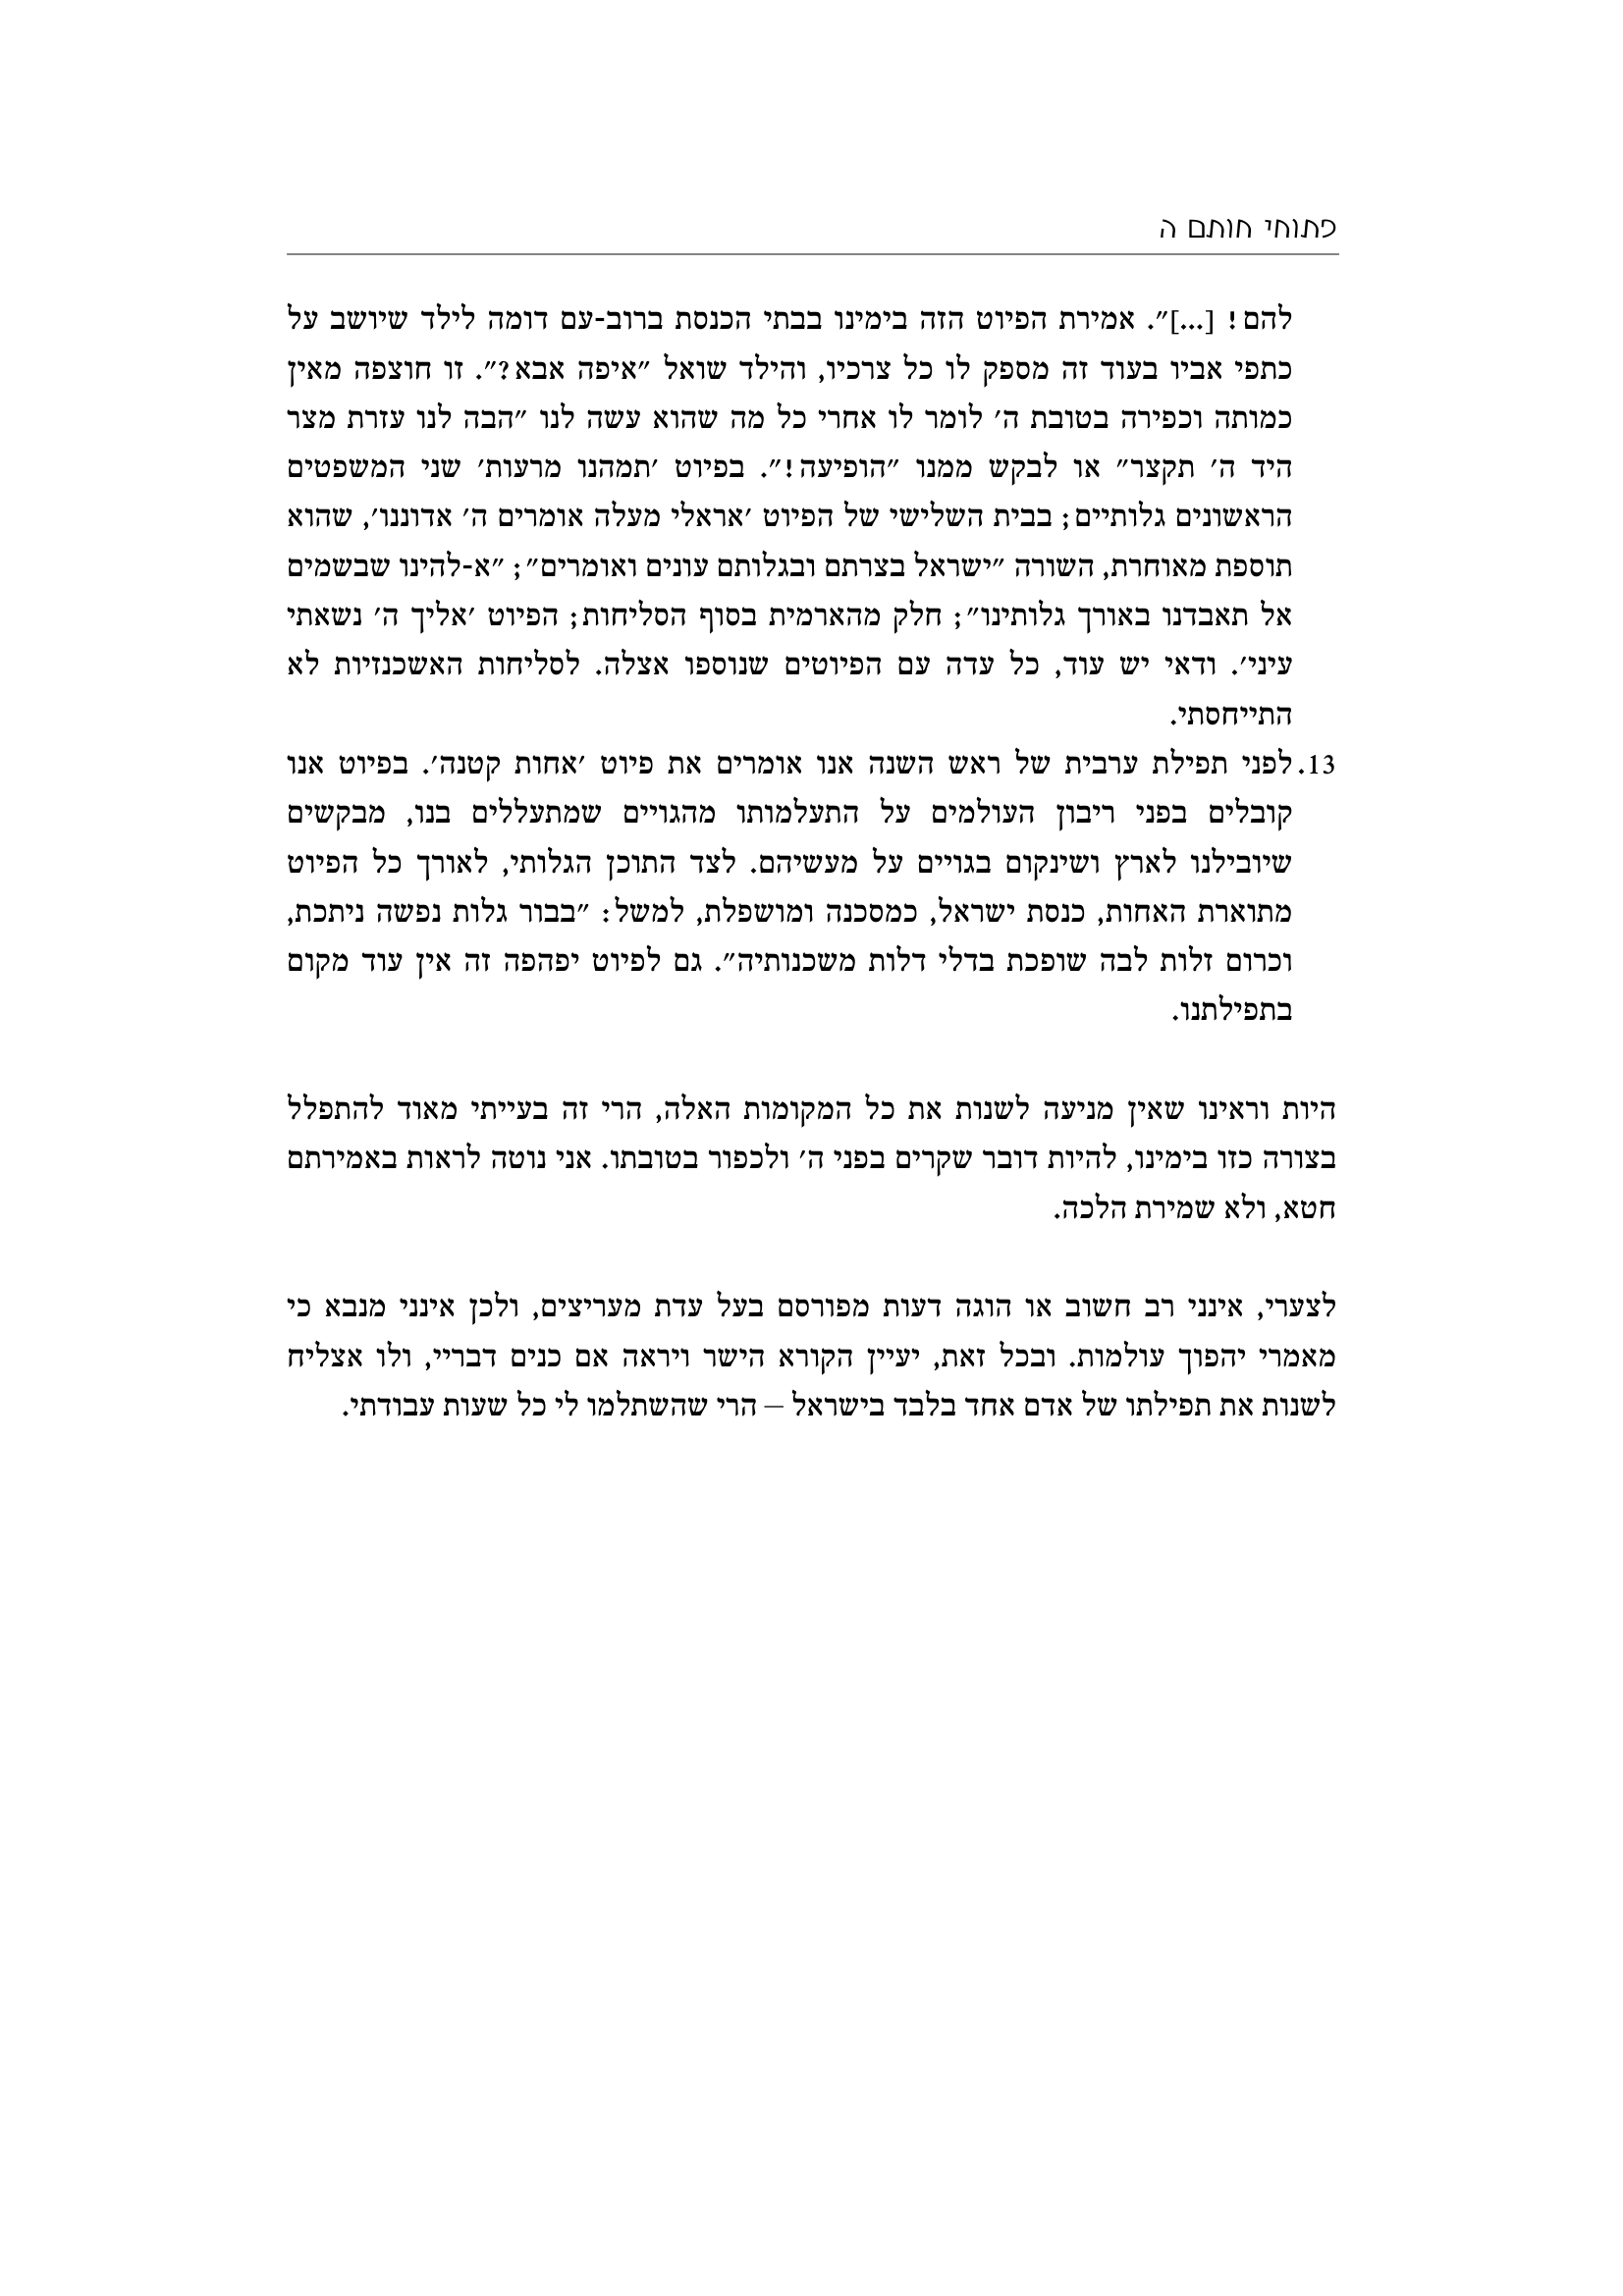 פתוחי חותם ה
להם! [...]״. אמירת הפיוט הזה בימינו בבתי הכנסת ברוב-עם דומה לילד שיושב על
כתפי אביו בעוד זה מספק לו כל צרכיו, והילד שואל ״איפה אבא?״. זו חוצפה מאין
כמותה וכפירה בטובת ה׳ לומר לו אחרי כל מה שהוא עשה לנו ״הבה לנו עזרת מצר
היד ה׳ תקצר״ או לבקש ממנו ״הופיעה!״. בפיוט ׳תמהנו מרעות׳ שני המשפטים
הראשונים גלותיים; בבית השלישי של הפיוט ׳אראלי מעלה אומרים ה׳ אדוננו׳, שהוא
תוספת מאוחרת, השורה ״ישראל בצרתם ובגלותם עונים ואומרים״; ״א-להינו שבשמים
אל תאבדנו באורך גלותינו״; חלק מהארמית בסוף הסליחות; הפיוט ׳אליך ה׳ נשאתי
עיני׳. ודאי יש עוד, כל עדה עם הפיוטים שנוספו אצלה. לסליחות האשכנזיות לא
התייחסתי.
13. לפני תפילת ערבית של ראש השנה אנו אומרים את פיוט ׳אחות קטנה׳. בפיוט אנו
קובלים בפני ריבון העולמים על התעלמותו מהגויים שמתעללים בנו, מבקשים
שיובילנו לארץ ושינקום בגויים על מעשיהם. לצד התוכן הגלותי, לאורך כל הפיוט
מתוארת האחות, כנסת ישראל, כמסכנה ומושפלת, למשל: ״בבור גלות נפשה ניתכת,
וכרום זלות לבה שופכת בדלי דלות משכנותיה״. גם לפיוט יפהפה זה אין עוד מקום
בתפילתנו.
היות וראינו שאין מניעה לשנות את כל המקומות האלה, הרי זה בעייתי מאוד להתפלל
בצורה כזו בימינו, להיות דובר שקרים בפני ה׳ ולכפור בטובתו. אני נוטה לראות באמירתם
חטא, ולא שמירת הלכה.
לצערי, אינני רב חשוב או הוגה דעות מפורסם בעל עדת מעריצים, ולכן אינני מנבא כי
מאמרי יהפוך עולמות. ובכל זאת, יעיין הקורא הישר ויראה אם כנים דבריי, ולו אצליח
לשנות את תפילתו של אדם אחד בלבד בישראל – הרי שהשתלמו לי כל שעות עבודתי.